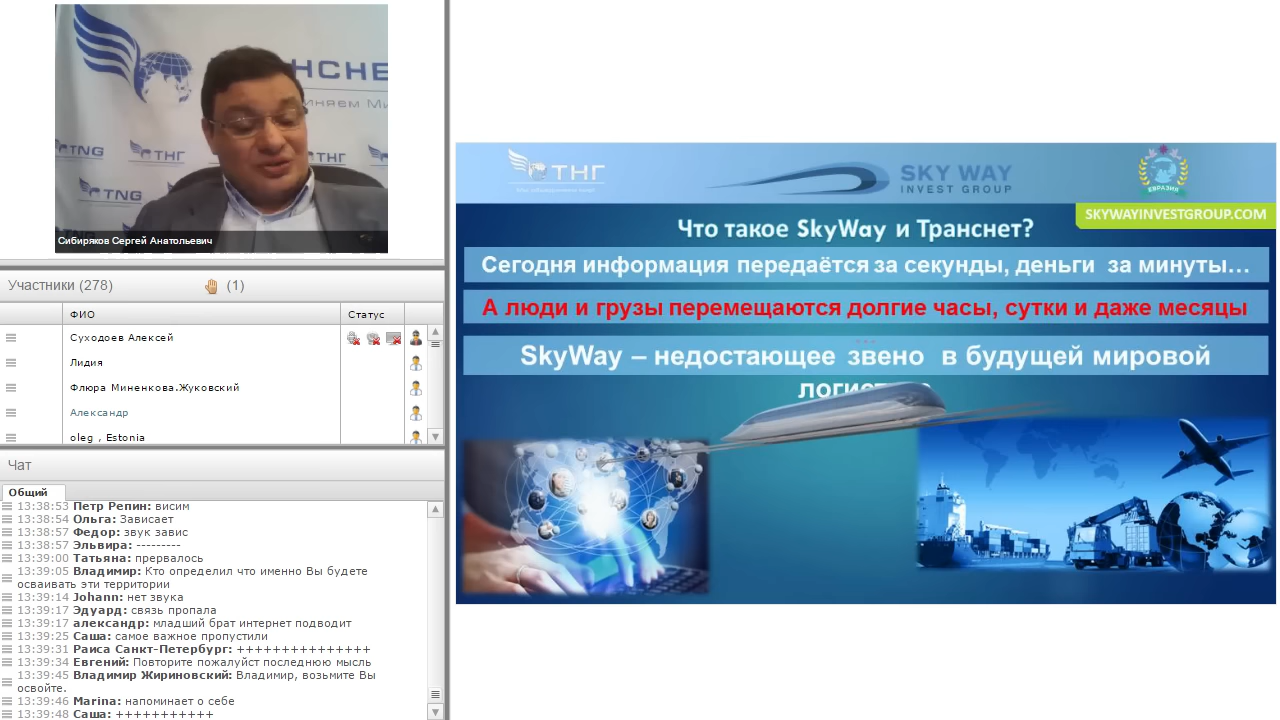 НСНЕ
иняем Ми
TNG
ТНГ
TNG
ТНГ
Сибиряков Сергей Анатольевич
Участники (278)
(1)
ФИО
Статус
Суходоев Алексей
Лидия
Флюра Миненкова.Жуковский
Александр
oleg , Estonia
Чат
Общий
13:38:53 Петр Репин: висим
13:38:54 Ольга: Зависает
13:38:57 Федор: звук завис
13:38:57 Эльвира: ---------
13:39:00 Татьяна: прервалось
13:39:05 Владимир: Кто определил что именно Вы будете
осваивать эти территории
13:39:14 Johann: нет звука
13:39:17 Эдуард: связь пропала
13:39:17 александр: младший брат интернет подводит
13:39:25 Саша: самое важное пропустили
13:39:31 Раиса Санкт-Петербург: +++++++++++++++
13:39:34 Евгений: Повторите пожалуйст последнюю мысль
13:39:45 Владимир Жириновский: Владимир, возьмите Вы
освойте.
13:39:46 Marina: напоминает о себе
13:39:48 Саша: +++++++++++
ТНГ
SKY WAY
INVEST GROUP
ЕВРАЗИЯ
SKYWAYINVESTGROUP.COM
Что такое SkyWay и Транснет?
Сегодня информация передаётся за секунды, деньги за минуты…
А люди и грузы перемещаются долгие часы, сутки и даже месяцы
SkyWay – недостающее звено в будущей мировой